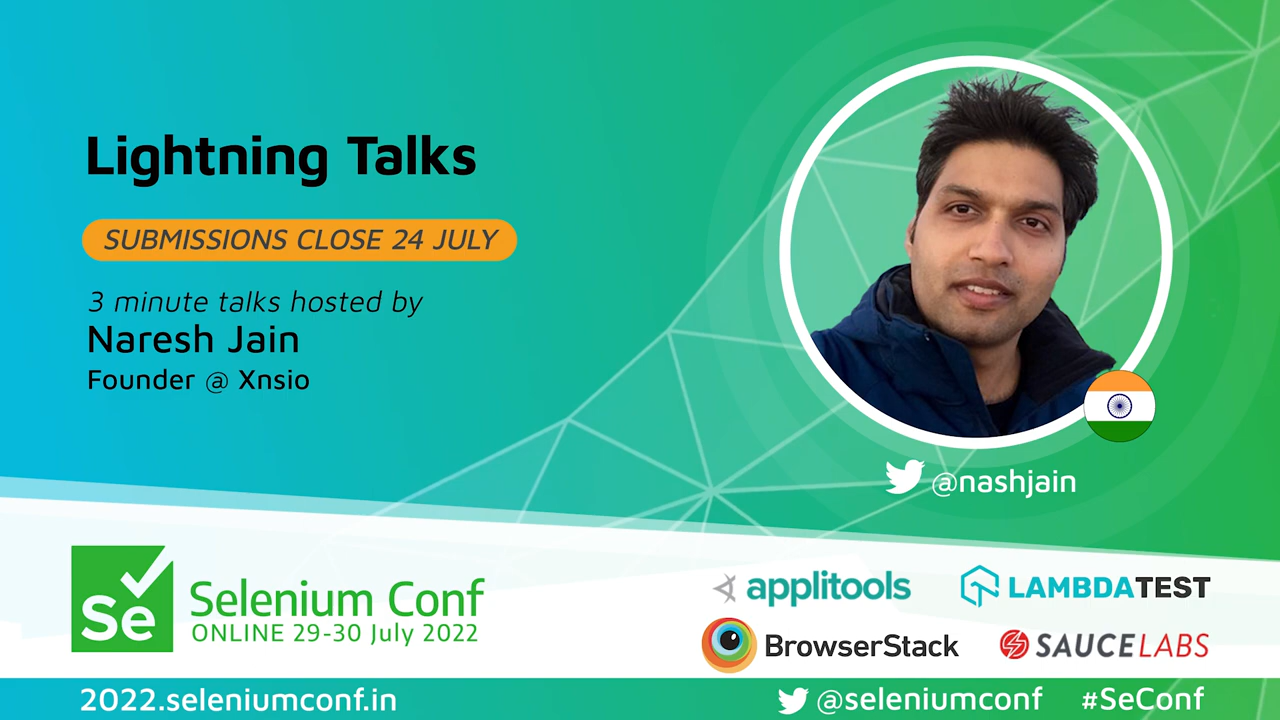 Lightning Talks
SUBMISSIONS CLOSE 24 JULY
3 minute talks hosted by
Naresh Jain
Founder @ Xnsio
@nashjain
Se
Selenium Conf
ONLINE 29-30 July 2022
applitools
LAMBDATEST
BrowserStack
SAUCELABS
2022.seleniumconf.in
@seleniumconf
#SeConf